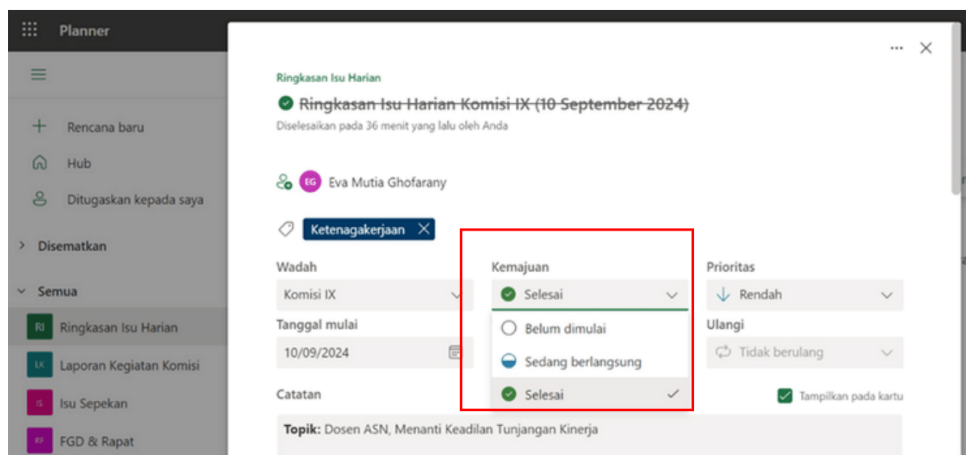 Planner
Rencana baru
Hub
Ditugaskan kepada saya
Disematkan
Semua
RI Ringkasan Isu Harian
LK Laporan Kegiatan Komisi
IS Isu Sepekan
RF FGD & Rapat
Ringkasan Isu Harian
Ringkasan Isu Harian Komisi IX (10 September 2024)
Diselesaikan pada 36 menit yang lalu oleh Anda
EG Eva Mutia Ghofarany
Ketenagakerjaan
Wadah Kemajuan Prioritas
Komisi IX Selesai Rendah
Tanggal mulai Belum dimulai Ulangi
10/09/2024 Sedang berlangsung Tidak berulang
Catatan Selesai Tampilkan pada kartu
Topik: Dosen ASN, Menanti Keadilan Tunjangan Kinerja